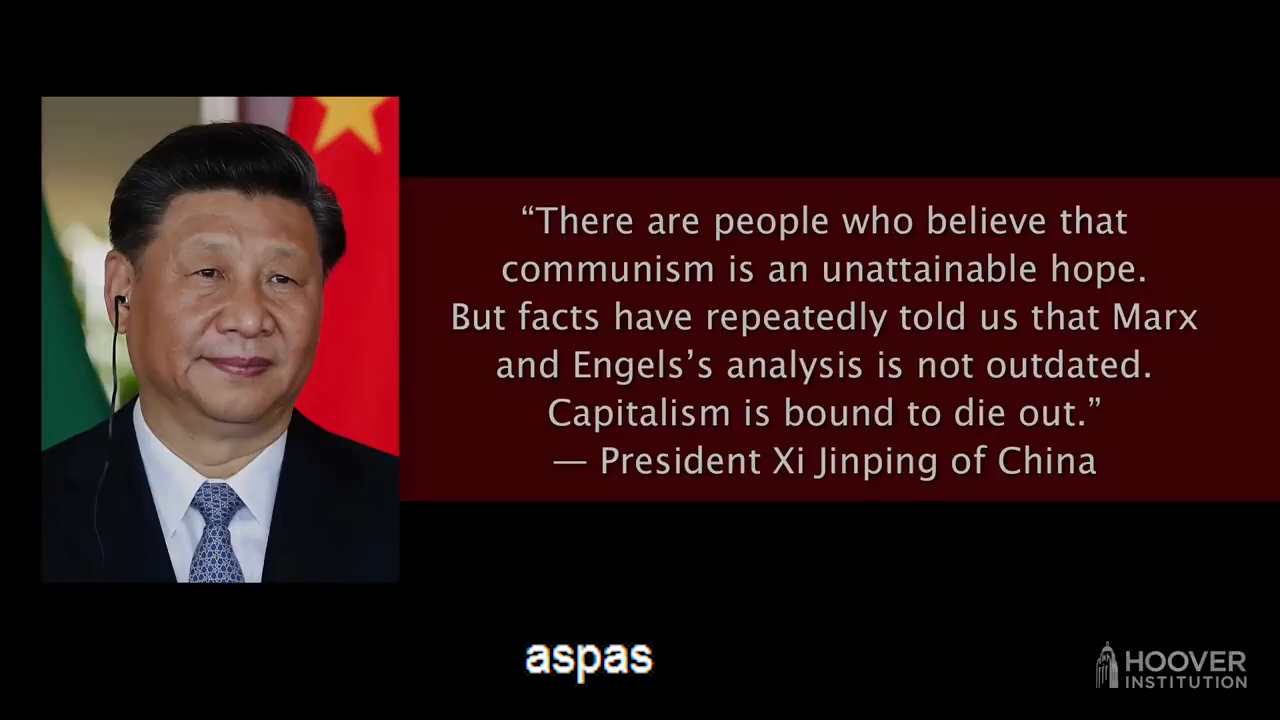 “There are people who believe that
communism is an unattainable hope.
But facts have repeatedly told us that Marx
and Engels’s analysis is not outdated.
Capitalism is bound to die out.”
— President Xi Jinping of China
aspas
HOOVER
INSTITUTION